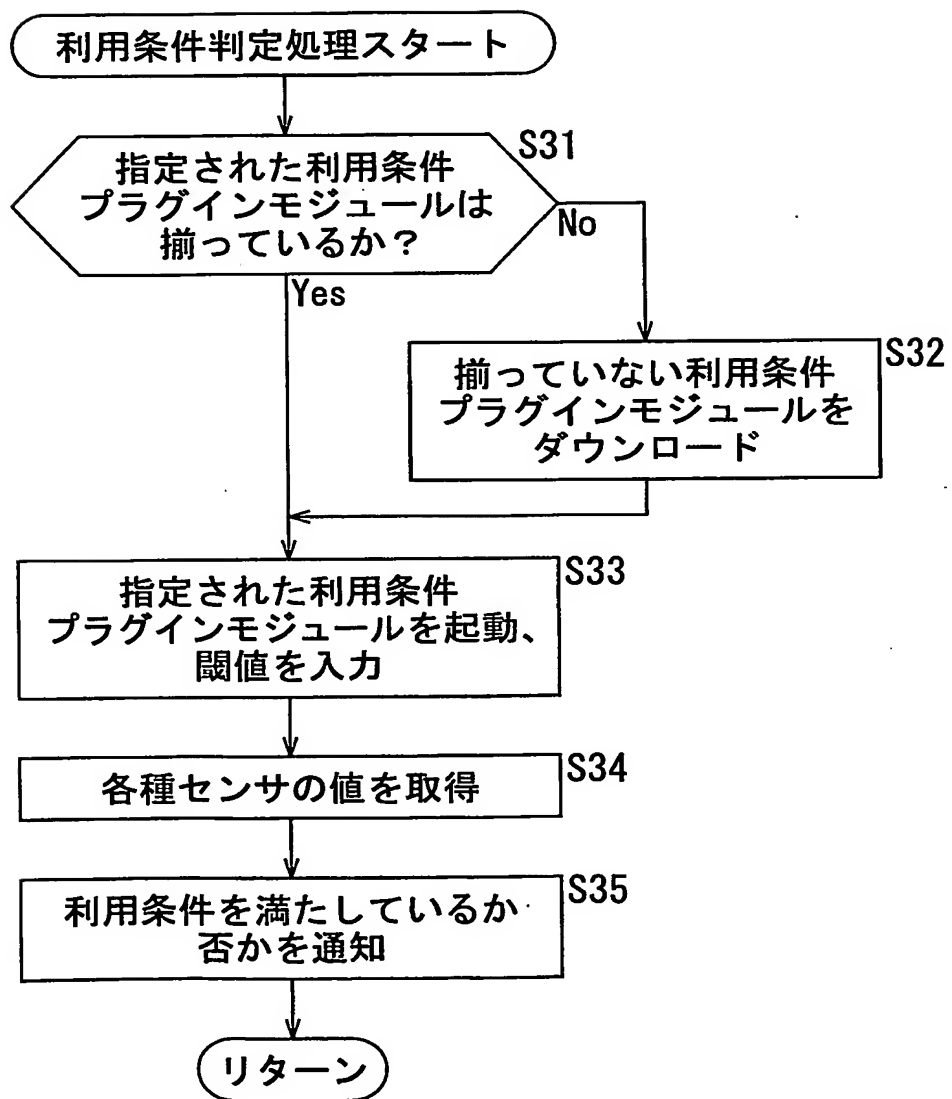 利用条件判定処理スタート
S31
指定された利用条件
プラグインモジュールは
揃っているか？
No
Yes
S32
揃っていない利用条件
プラグインモジュールを
ダウンロード
S33
指定された利用条件
プラグインモジュールを起動、
閾値を入力
S34
各種センサの値を取得
S35
利用条件を満たしているか
否かを通知
リターン